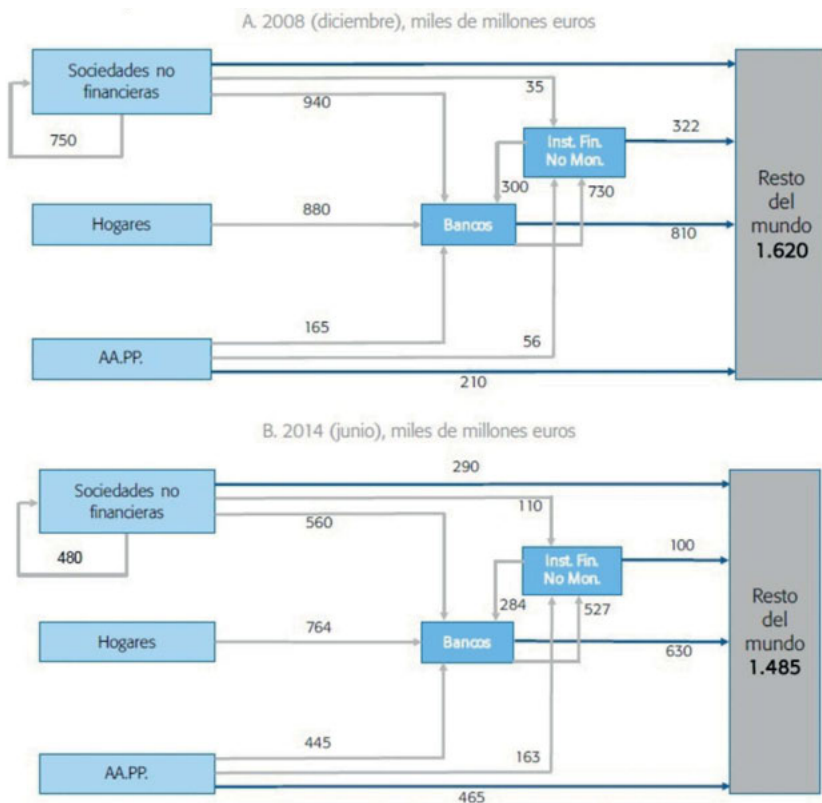 A. 2008 (diciembre), miles de millones euros
Sociedades no
financieras
35
940
750
Inst. Fin.
No Mon.
322
300
730
Resto
del
mundo
1.620
Hogares
880
Bancos
810
165
56
AA.PP.
210
B. 2014 (junio), miles de millones euros
290
Sociedades no
financieras
110
560
480
Inst. Fin.
No Mon.
100
284
527
Resto
del
mundo
1.485
Hogares
764
Bancos
630
445
163
AA.PP.
465